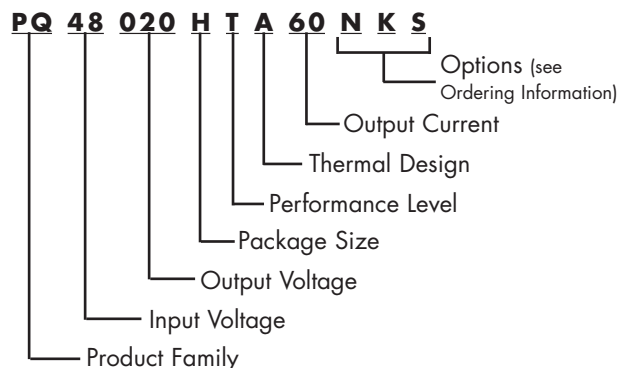 PQ 48 020 H T A 60 N K S
Options (see
Ordering Information)
Output Current
Thermal Design
Performance Level
Package Size
Output Voltage
Input Voltage
Product Family